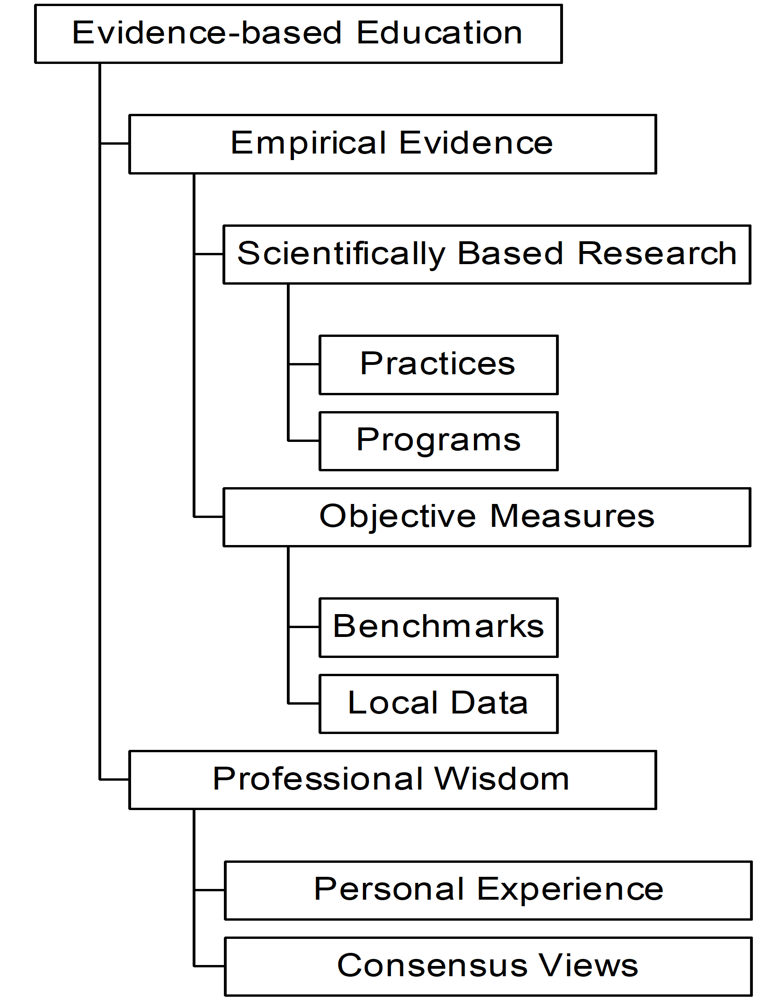 Evidence-based Education
Empirical Evidence
Scientifically Based Research
Practices
Programs
Objective Measures
Benchmarks
Local Data
Professional Wisdom
Personal Experience
Consensus Views